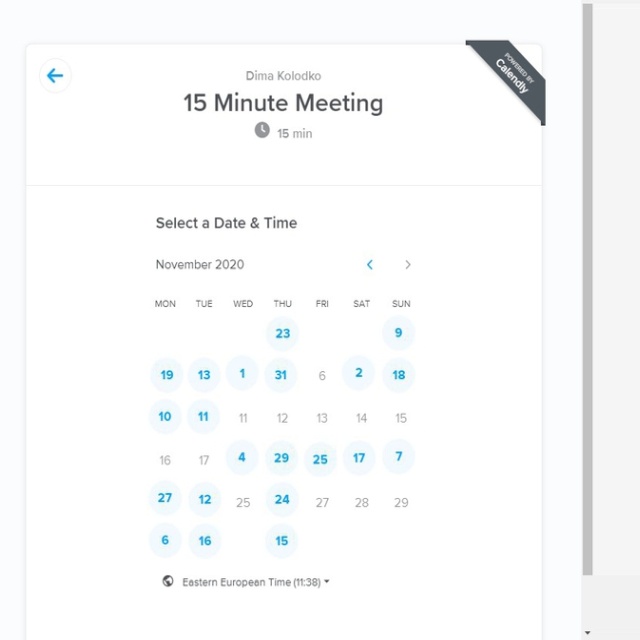 POWERED BY
Calendly
Dima Kolodko
15 Minute Meeting
15 min
Select a Date & Time
November 2020
MON TUE WED THU FRI SAT SUN
23 9
19 13 1 31 6 2 18
10 11 11 12 13 14 15
16 17 4 29 25 17 7
27 12 25 24 27 28 29
6 16 15
Eastern European Time (11:38)